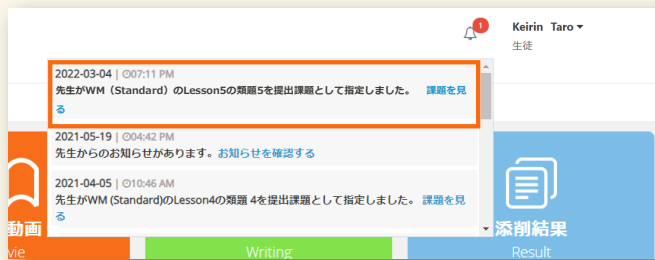 1
Keirin Taro
生徒
2022-03-04 | 07:11 PM
先生がWM（Standard）のLesson5の類題5を提出課題として指定しました。 課題を見
る
2021-05-19 | 04:42 PM
先生からのお知らせがあります。お知らせを確認する
2021-04-05 | 10:46 AM
先生がWM (Standard)のLesson4の類題 4を提出課題として指定しました。 課題を見
る
動画
添削結果
vie
Writing
Result